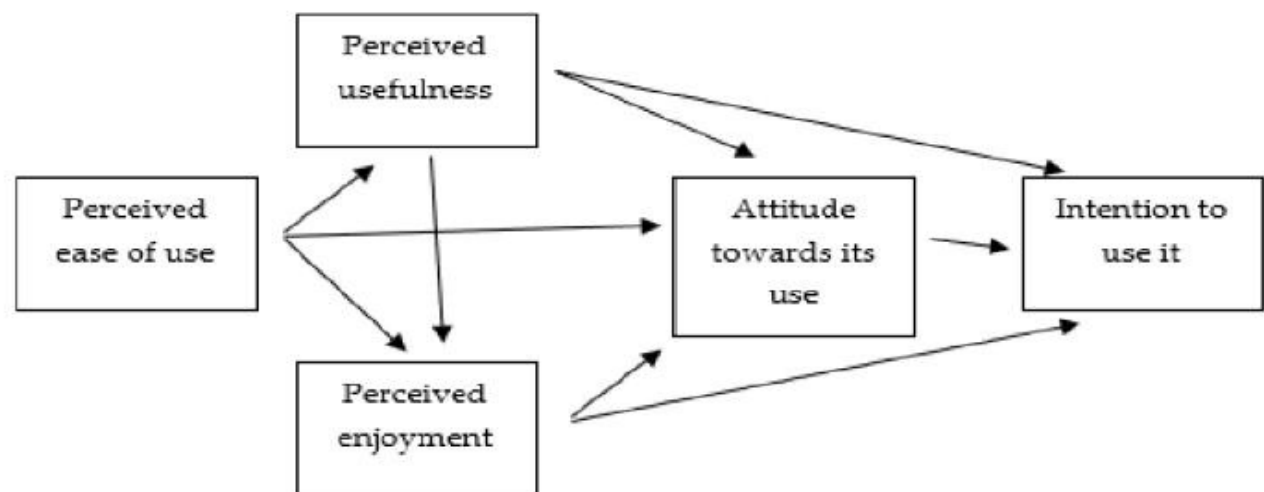 Perceived
usefulness
Perceived
ease of use
Attitude
towards its
use
Intention to
use it
Perceived
enjoyment